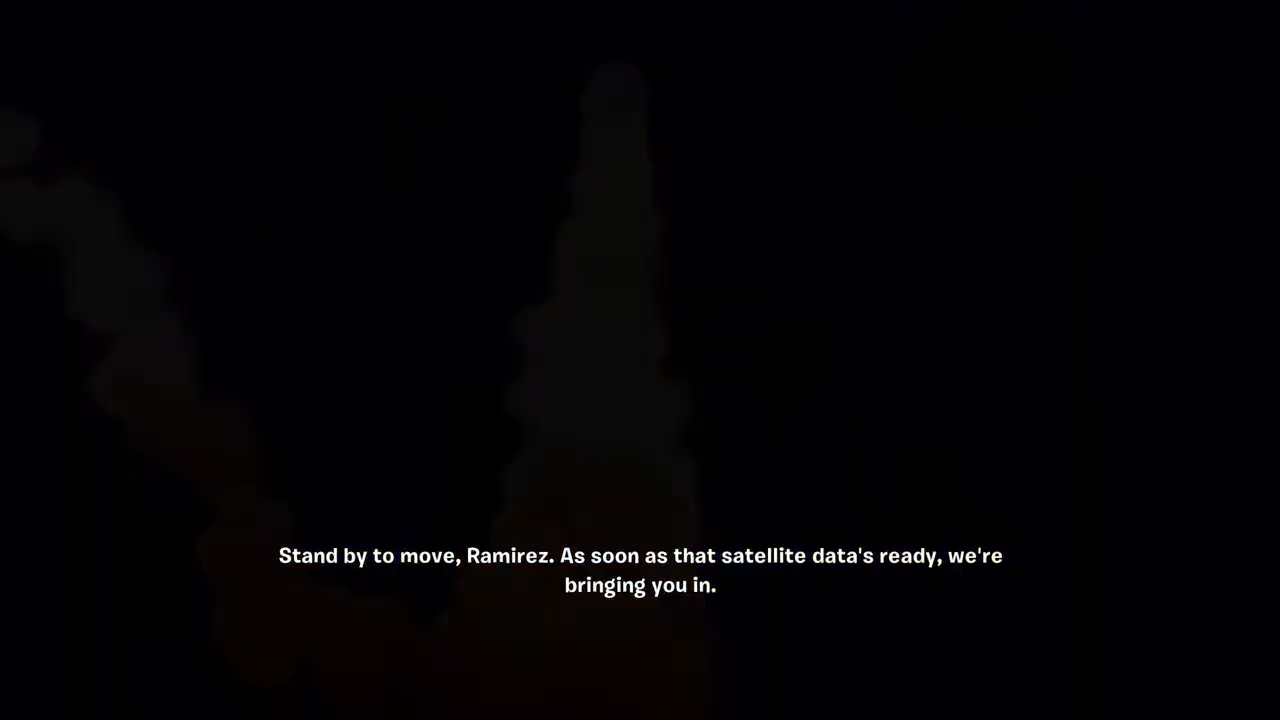 Stand by to move, Ramirez. As soon as that satellite data's ready, we're
bringing you in.